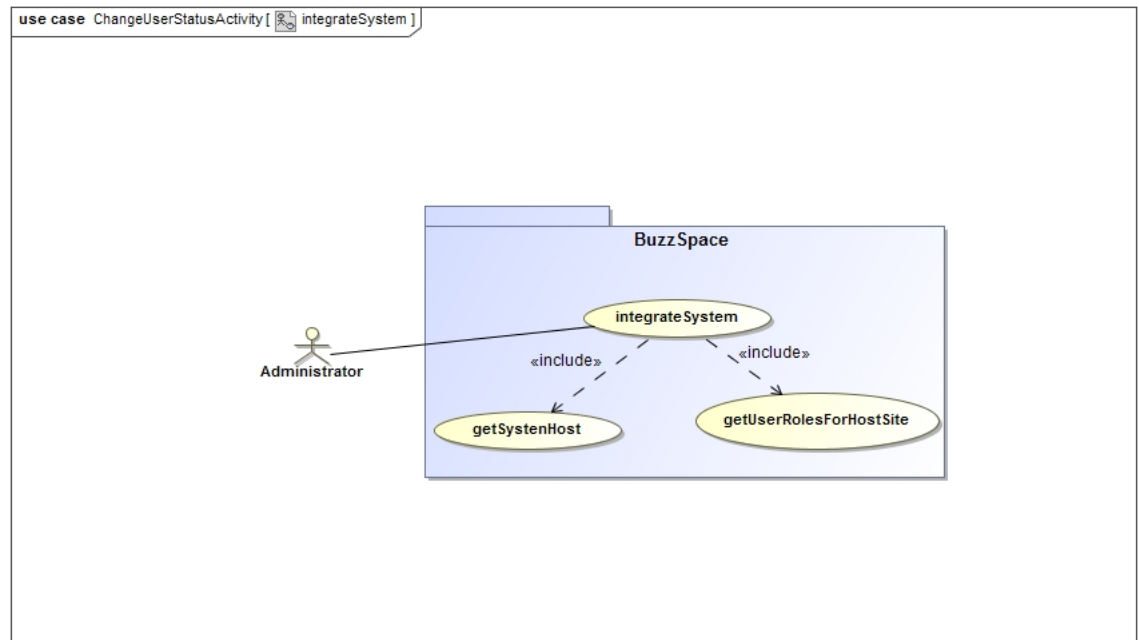 use case ChangeUserStatusActivity [ integrateSystem ]
BuzzSpace
integrateSystem
«include»
«include»
Administrator
getSystenHost
getUserRolesForHostSite